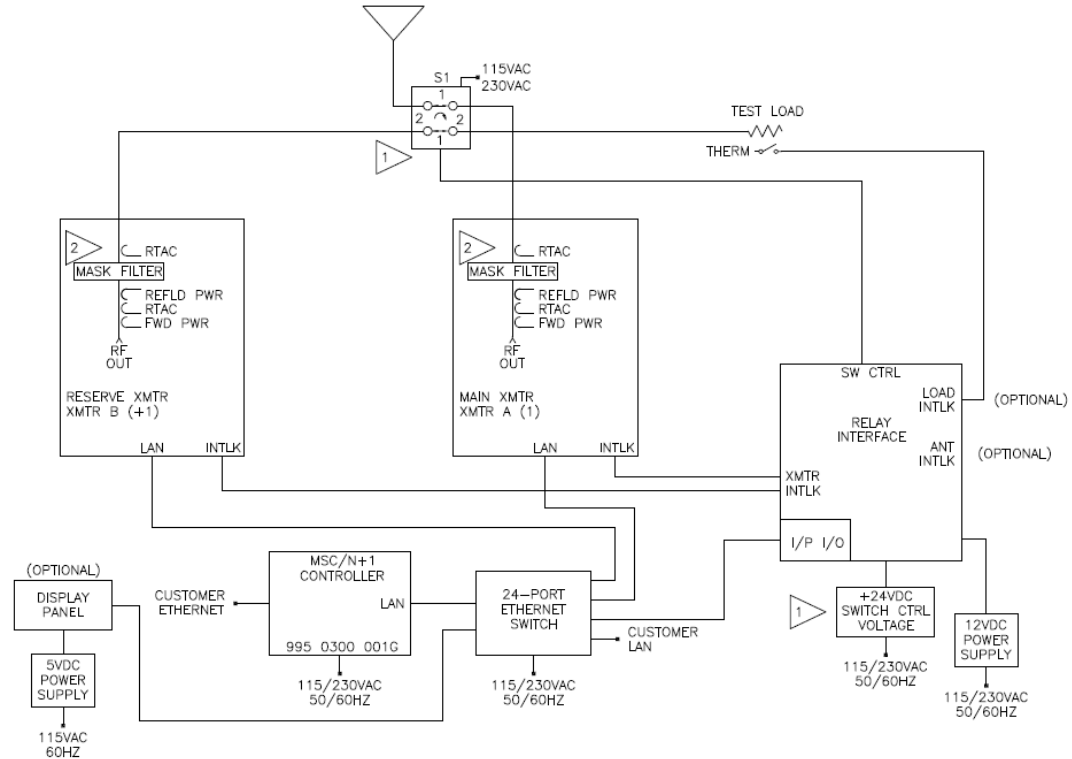 S1
115VAC
230VAC
1
2
2
1
1
TEST LOAD
THERM
2
RTAC
MASK FILTER
REFLD PWR
RTAC
FWD PWR
RF
OUT
RESERVE XMTR
XMTR B (+1)
LAN
INTLK
2
RTAC
MASK FILTER
REFLD PWR
RTAC
FWD PWR
RF
OUT
MAIN XMTR
XMTR A (1)
LAN
INTLK
SW CTRL
LOAD
INTLK
(OPTIONAL)
RELAY
INTERFACE
ANT
INTLK
(OPTIONAL)
XMTR
INTLK
I/P I/O
(OPTIONAL)
DISPLAY
PANEL
5VDC
POWER
SUPPLY
115VAC
60HZ
CUSTOMER
ETHERNET
MSC/N+1
CONTROLLER
LAN
995 0300 001G
115/230VAC
50/60HZ
24-PORT
ETHERNET
SWITCH
CUSTOMER
LAN
115/230VAC
50/60HZ
1
+24VDC
SWITCH CTRL
VOLTAGE
115/230VAC
50/60HZ
12VDC
POWER
SUPPLY
115/230VAC
50/60HZ